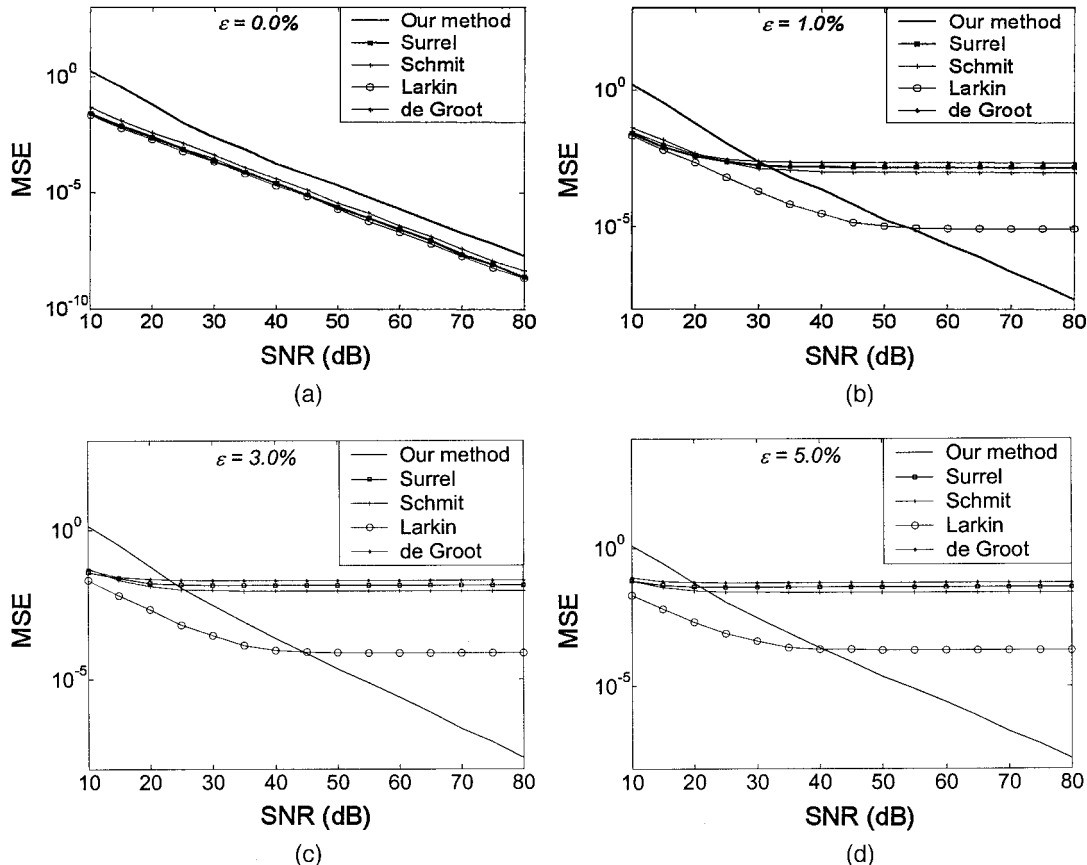 ε = 0.0%
Our method
Surrel
Schmit
Larkin
de Groot
MSE
10^0
10^-5
10^-10
10 20 30 40 50 60 70 80
SNR (dB)
(a)
ε = 1.0%
Our method
Surrel
Schmit
Larkin
de Groot
MSE
10^0
10^-5
10 20 30 40 50 60 70 80
SNR (dB)
(b)
ε = 3.0%
Our method
Surrel
Schmit
Larkin
de Groot
MSE
10^0
10^-5
10 20 30 40 50 60 70 80
SNR (dB)
(c)
ε = 5.0%
Our method
Surrel
Schmit
Larkin
de Groot
MSE
10^0
10^-5
10 20 30 40 50 60 70 80
SNR (dB)
(d)